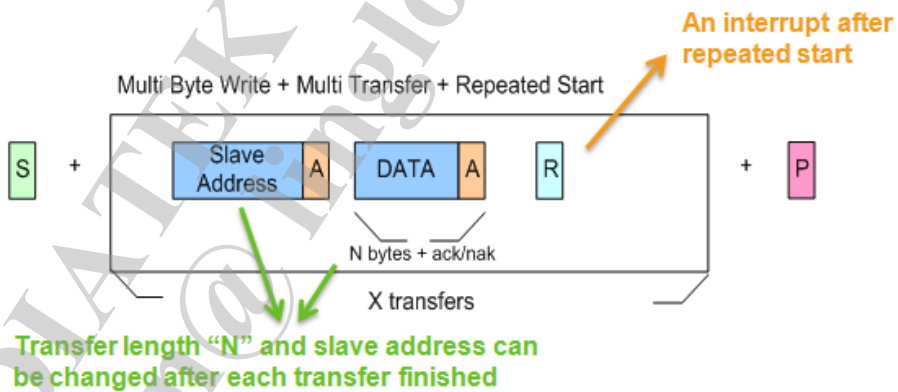 An interrupt after
repeated start
Multi Byte Write + Multi Transfer + Repeated Start
S + Slave Address A DATA A R + P
N bytes + ack/nak
X transfers
Transfer length “N” and slave address can
be changed after each transfer finished